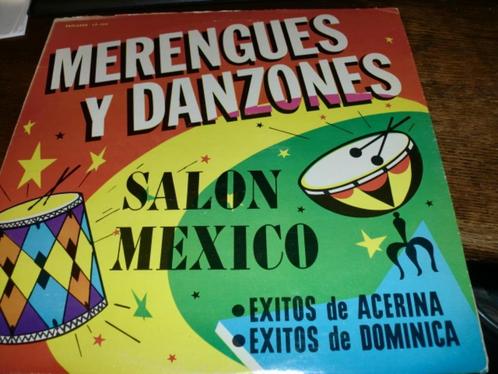 MERENGUES
Y DANZONES
SALON
MEXICO
• EXITOS de ACERINA
• EXITOS de DOMINICA